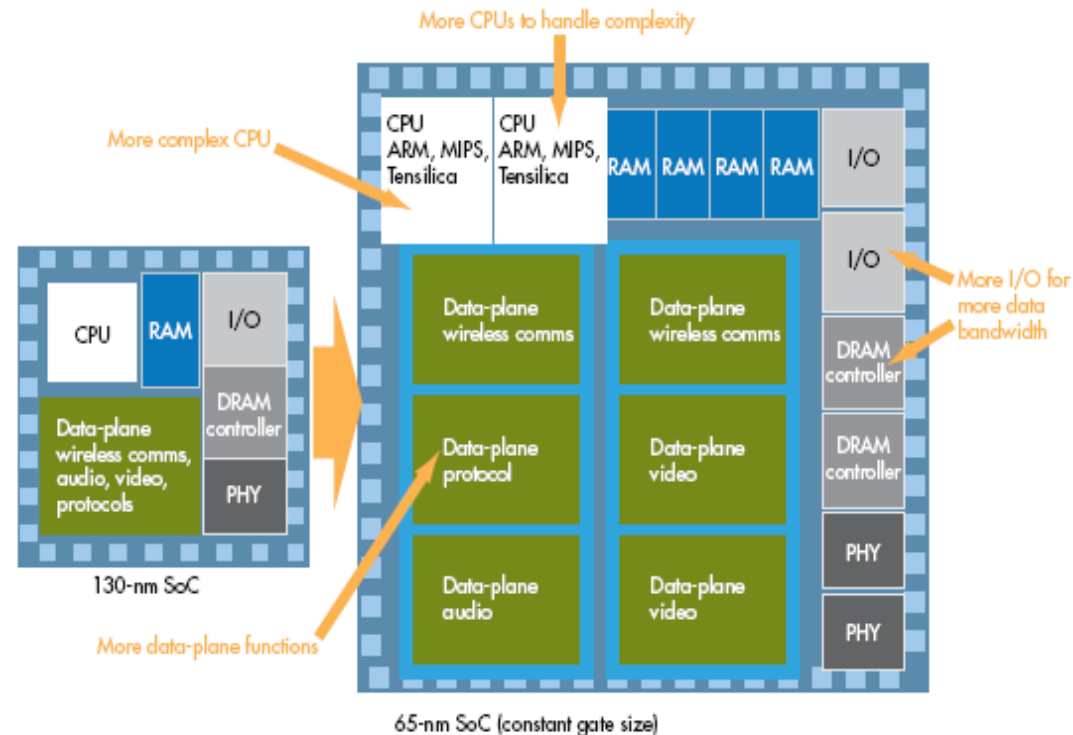 More CPUs to handle complexity
More complex CPU
CPU
ARM, MIPS,
Tensilica
CPU
ARM, MIPS,
Tensilica
RAM
RAM
RAM
RAM
I/O
I/O
More I/O for
more data
bandwidth
CPU
RAM
I/O
DRAM
controller
Data-plane
wireless comms,
audio, video,
protocols
PHY
130-nm SoC
Data-plane
wireless comms
Data-plane
wireless comms
DRAM
controller
Data-plane
protocol
Data-plane
video
DRAM
controller
PHY
Data-plane
audio
Data-plane
video
PHY
More data-plane functions
65-nm SoC (constant gate size)